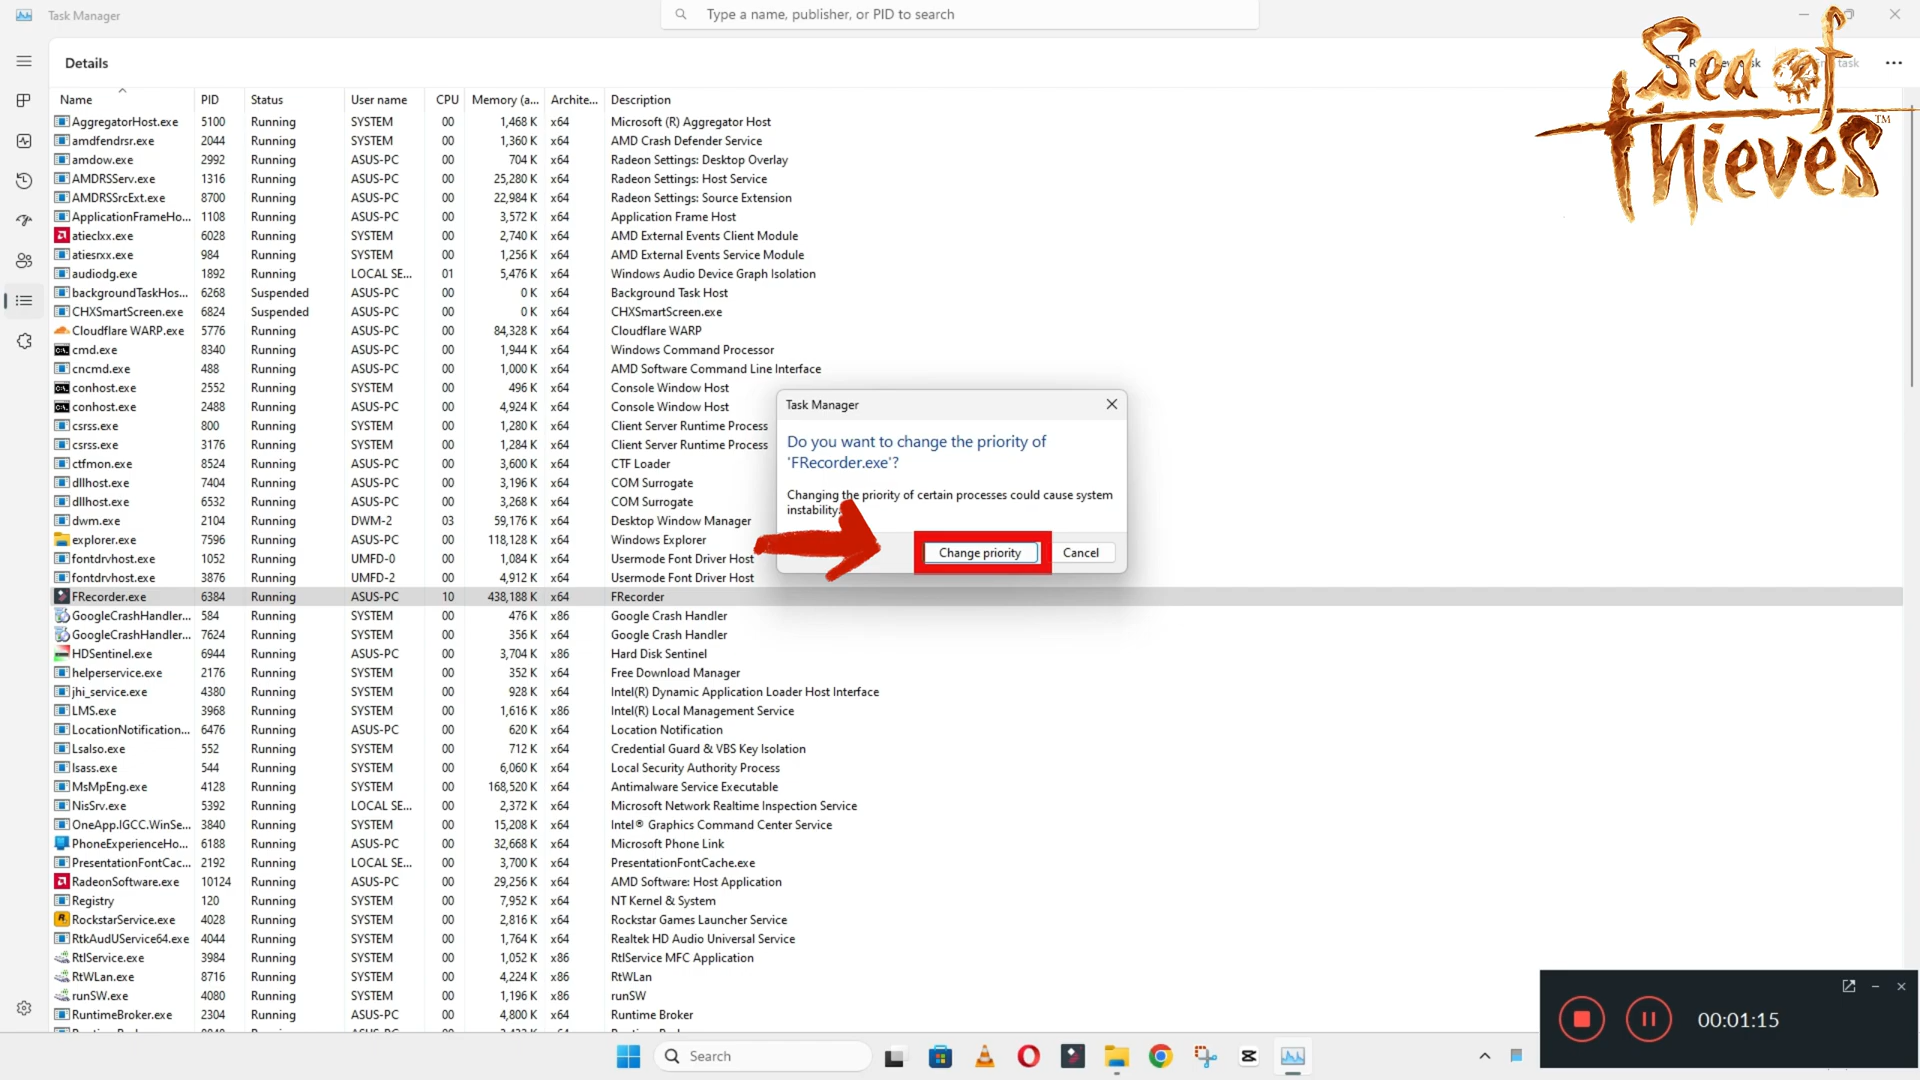 Task Manager
Type a name, publisher, or PID to search
Sea of Thieves™
Details
Name PID Status User name CPU Memory (a... Archite... Description
AggregatorHost.exe 5100 Running SYSTEM 00 1,468 K x64 Microsoft (R) Aggregator Host
amdfendrsr.exe 2044 Running SYSTEM 00 1,360 K x64 AMD Crash Defender Service
amdow.exe 2992 Running ASUS-PC 00 704 K x64 Radeon Settings: Desktop Overlay
AMDRSServ.exe 1316 Running ASUS-PC 00 25,280 K x64 Radeon Settings: Host Service
AMDRSSrcExt.exe 8700 Running ASUS-PC 00 22,984 K x64 Radeon Settings: Source Extension
ApplicationFrameHo... 1108 Running ASUS-PC 00 3,572 K x64 Application Frame Host
atieclxx.exe 6028 Running SYSTEM 00 2,740 K x64 AMD External Events Client Module
atiesrxx.exe 984 Running SYSTEM 00 1,256 K x64 AMD External Events Service Module
audiodg.exe 1892 Running LOCAL SE... 01 5,476 K x64 Windows Audio Device Graph Isolation
backgroundTaskHos... 6268 Suspended ASUS-PC 00 0 K x64 Background Task Host
CHXSmartScreen.exe 6824 Suspended ASUS-PC 00 0 K x64 CHXSmartScreen.exe
Cloudflare WARP.exe 5776 Running ASUS-PC 00 84,328 K x64 Cloudflare WARP
cmd.exe 8340 Running ASUS-PC 00 1,944 K x64 Windows Command Processor
cncmd.exe 488 Running ASUS-PC 00 1,000 K x64 AMD Software Command Line Interface
conhost.exe 2552 Running SYSTEM 00 496 K x64 Console Window Host
conhost.exe 2488 Running ASUS-PC 00 4,924 K x64 Console Window Host
csrss.exe 800 Running SYSTEM 00 1,280 K x64 Client Server Runtime Process
csrss.exe 3176 Running SYSTEM 00 1,284 K x64 Client Server Runtime Process
ctfmon.exe 8524 Running ASUS-PC 00 3,600 K x64 CTF Loader
dllhost.exe 7404 Running ASUS-PC 00 3,196 K x64 COM Surrogate
dllhost.exe 6532 Running ASUS-PC 00 3,268 K x64 COM Surrogate
dwm.exe 2104 Running DWM-2 03 59,176 K x64 Desktop Window Manager
explorer.exe 7596 Running ASUS-PC 00 118,128 K x64 Windows Explorer
fontdrvhost.exe 1052 Running UMFD-0 00 1,084 K x64 Usermode Font Driver Host
fontdrvhost.exe 3876 Running UMFD-2 00 4,912 K x64 Usermode Font Driver Host
FRecorder.exe 6384 Running ASUS-PC 10 438,188 K x64 FRecorder
GoogleCrashHandler... 584 Running SYSTEM 00 476 K x86 Google Crash Handler
GoogleCrashHandler... 7624 Running SYSTEM 00 356 K x64 Google Crash Handler
HDSentinel.exe 6944 Running ASUS-PC 00 3,704 K x86 Hard Disk Sentinel
helperservice.exe 2176 Running SYSTEM 00 352 K x64 Free Download Manager
jhi_service.exe 4380 Running SYSTEM 00 928 K x64 Intel(R) Dynamic Application Loader Host Interface
LMS.exe 3968 Running SYSTEM 00 1,616 K x86 Intel(R) Local Management Service
LocationNotification... 6476 Running ASUS-PC 00 620 K x64 Location Notification
LsaIso.exe 552 Running SYSTEM 00 712 K x64 Credential Guard & VBS Key Isolation
lsass.exe 544 Running SYSTEM 00 6,060 K x64 Local Security Authority Process
MsMpEng.exe 4128 Running SYSTEM 00 168,520 K x64 Antimalware Service Executable
NisSrv.exe 5392 Running LOCAL SE... 00 2,372 K x64 Microsoft Network Realtime Inspection Service
OneApp.IGCC.WinSe... 3840 Running SYSTEM 00 15,208 K x64 Intel® Graphics Command Center Service
PhoneExperienceHo... 6188 Running ASUS-PC 00 32,668 K x64 Microsoft Phone Link
PresentationFontCac... 2192 Running LOCAL SE... 00 3,700 K x64 PresentationFontCache.exe
RadeonSoftware.exe 10124 Running ASUS-PC 00 29,256 K x64 AMD Software: Host Application
Registry 120 Running SYSTEM 00 7,952 K x64 NT Kernel & System
RockstarService.exe 4028 Running SYSTEM 00 2,816 K x64 Rockstar Games Launcher Service
RtkAudUService64.exe 4044 Running SYSTEM 00 1,764 K x64 Realtek HD Audio Universal Service
RtlService.exe 3984 Running SYSTEM 00 1,052 K x86 RtlService MFC Application
RtWLan.exe 8716 Running SYSTEM 00 4,224 K x86 RtWLan
runSW.exe 4080 Running SYSTEM 00 1,196 K x86 runSW
RuntimeBroker.exe 2304 Running ASUS-PC 00 4,800 K x64 Runtime Broker
Task Manager
Do you want to change the priority of
'FRecorder.exe'?
Changing the priority of certain processes could cause system
instability.
Change priority Cancel
00:01:15
Search